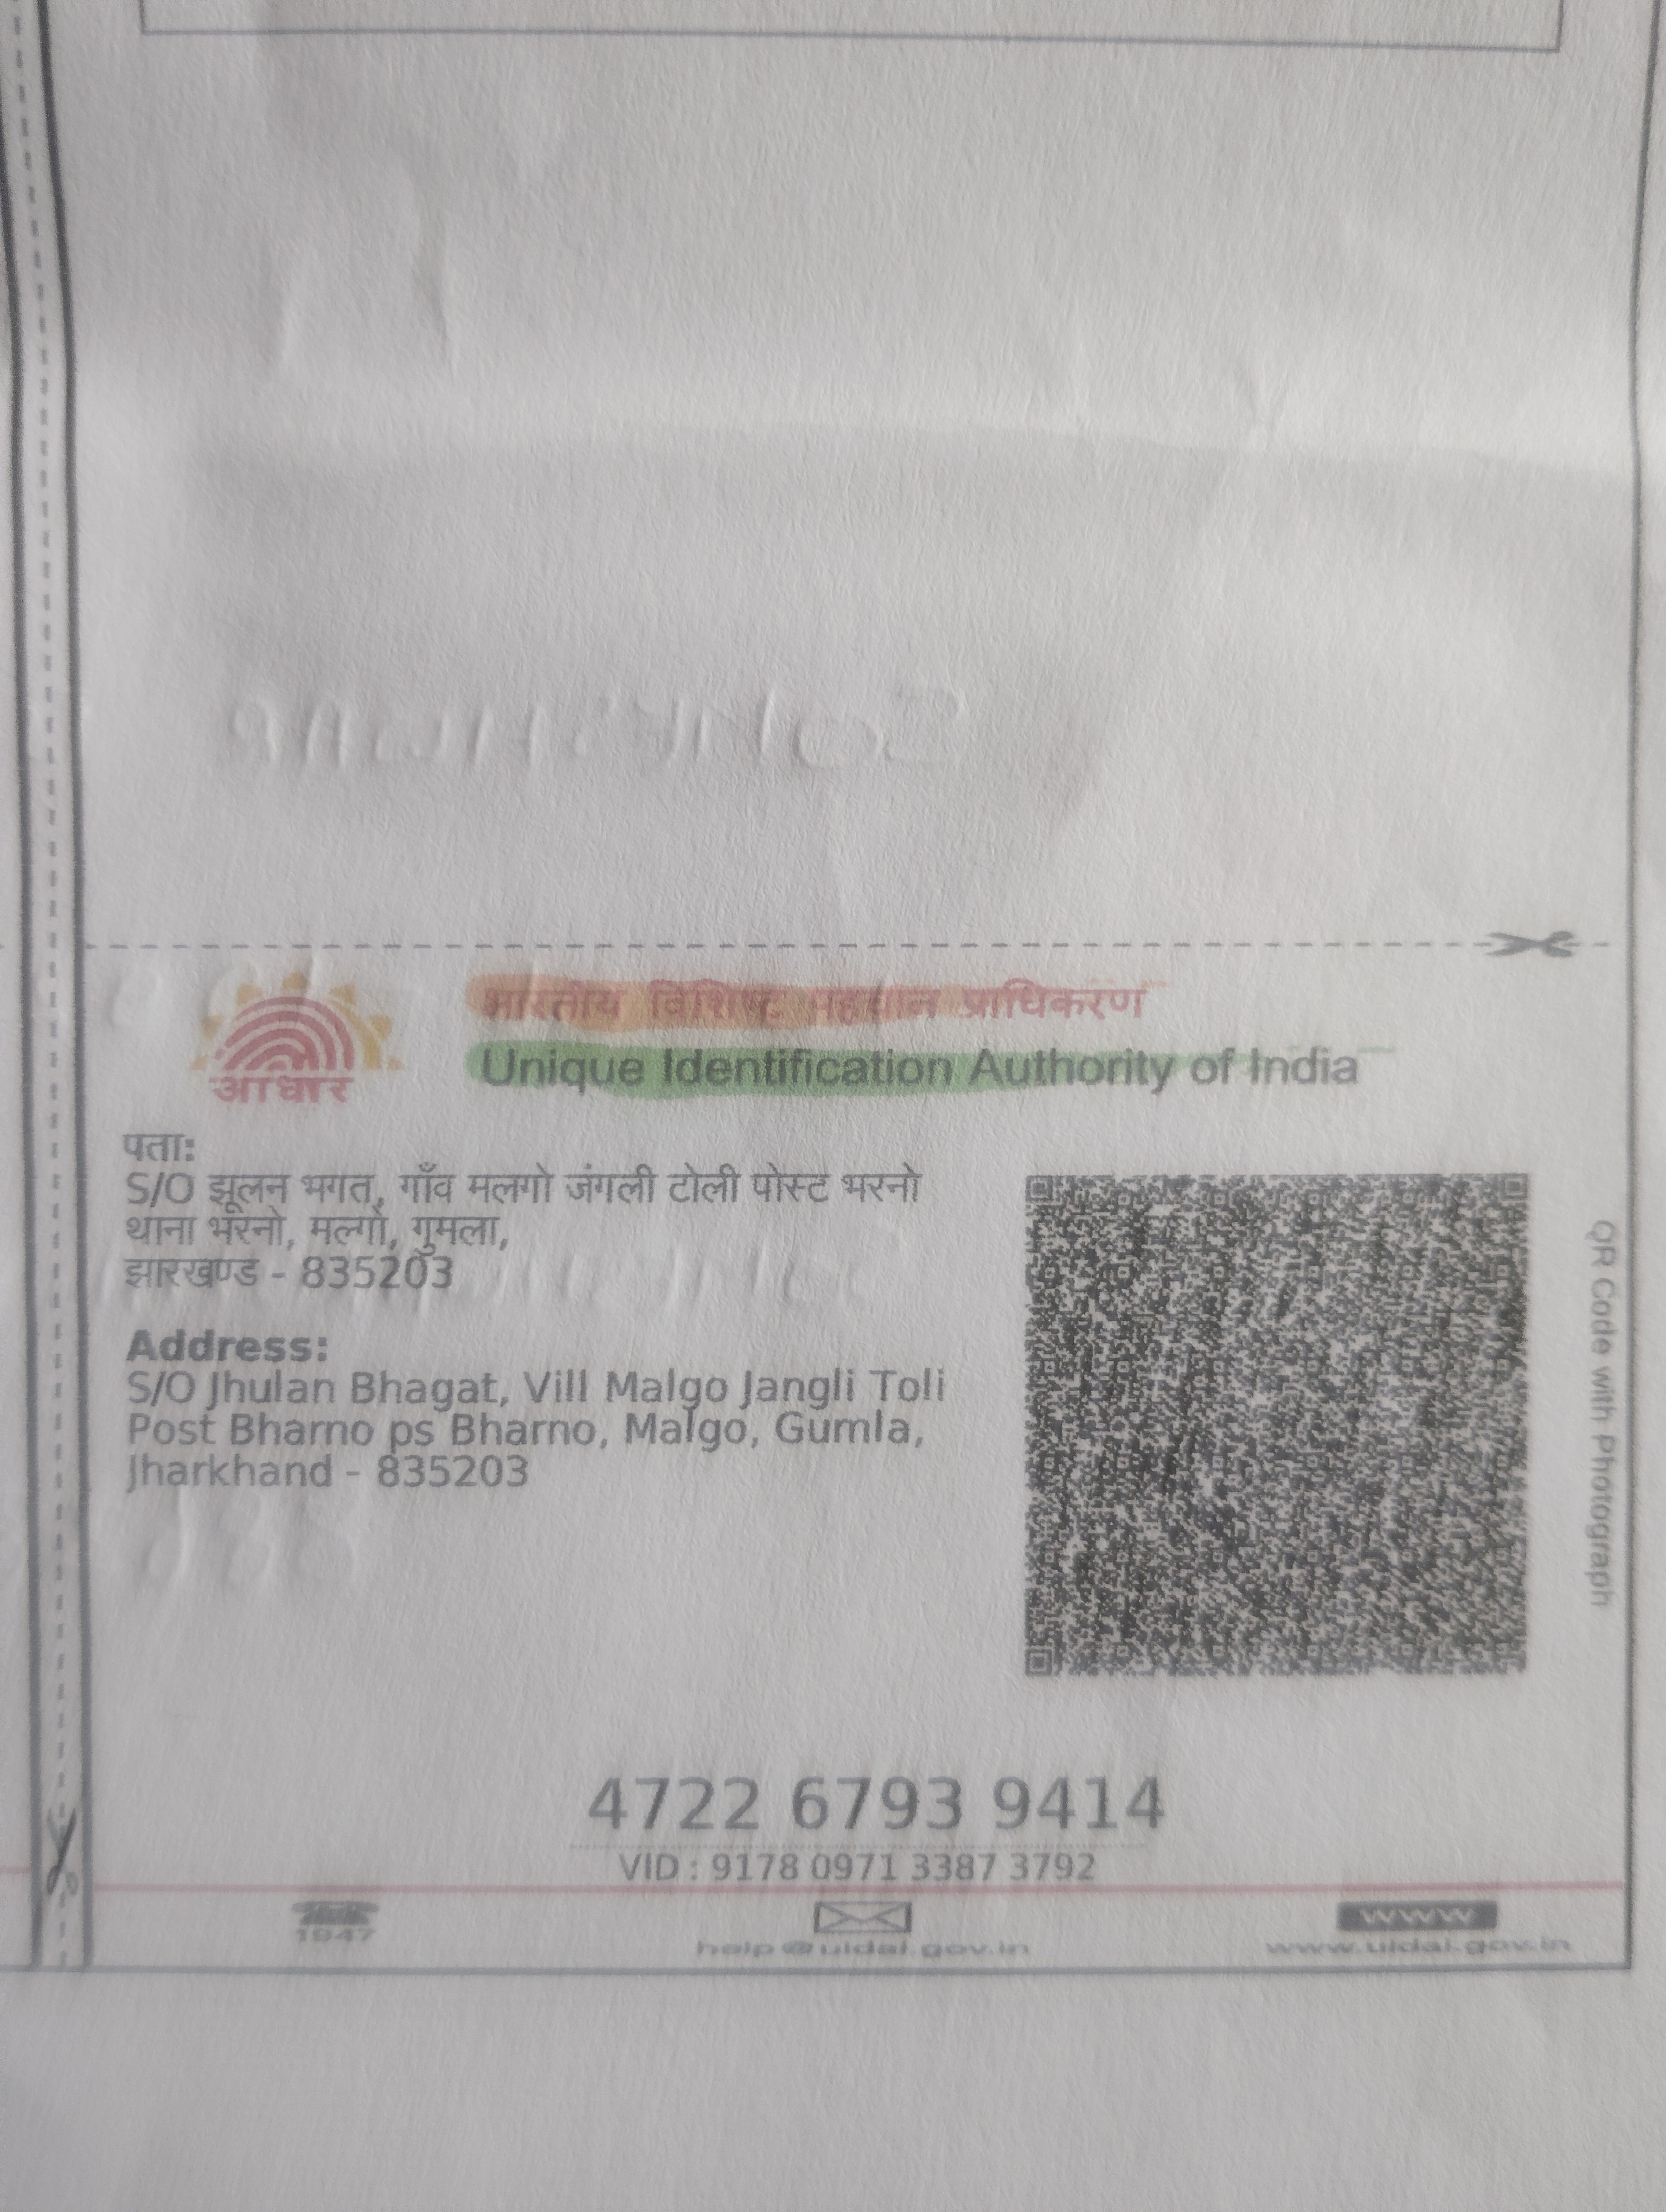 भारतीय विशिष्ट पहचान प्राधिकरण
Unique Identification Authority of India
आधार
पता:
S/O झूलन भगत, गाँव मलगो जंगली टोली पोस्ट भरनो
थाना भरनो, मल्गो, गुमला,
झारखण्ड - 835203
Address:
S/O Jhulan Bhagat, Vill Malgo Jangli Toli
Post Bharno ps Bharno, Malgo, Gumla,
Jharkhand - 835203
QR Code with Photograph
4722 6793 9414
VID : 9178 0971 3387 3792
1947
help@uidai.gov.in
www
www.uidai.gov.in